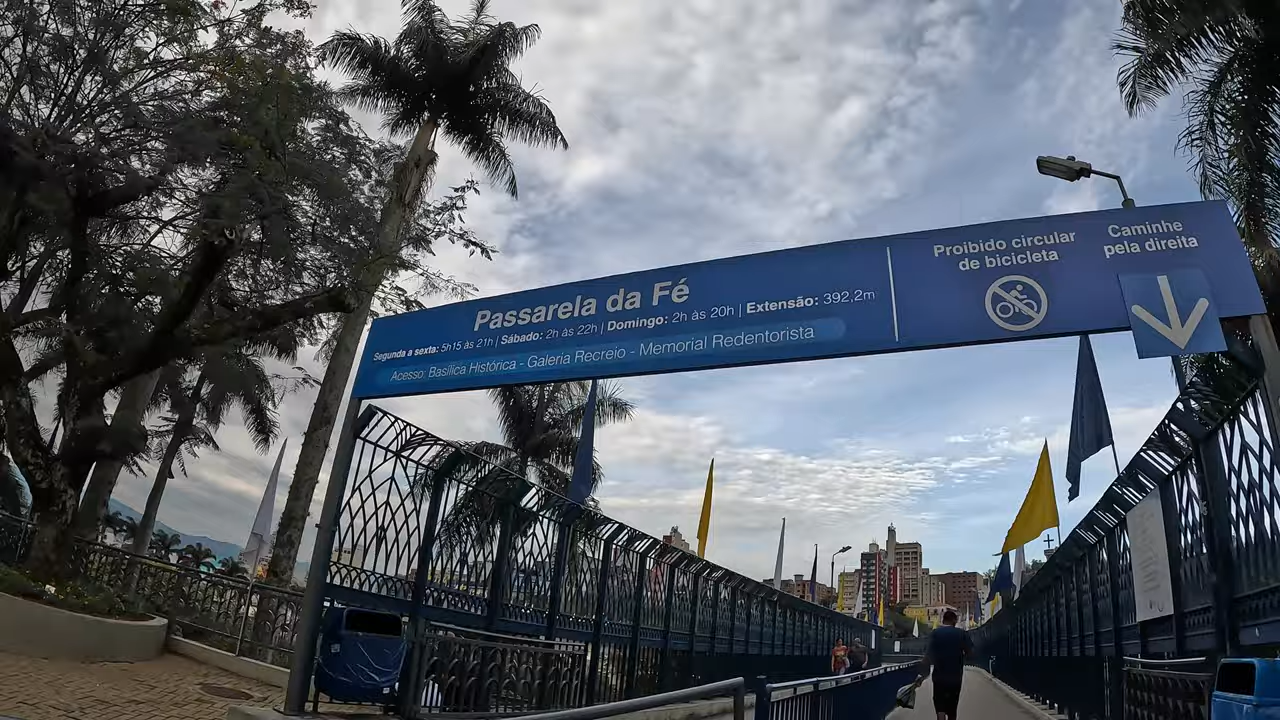 Passarela da Fé
Segunda a sexta: 5h15 às 21h | Sábado: 2h às 22h | Domingo: 2h às 20h | Extensão: 392,2m
Acesso: Basílica Histórica - Galeria Recreio - Memorial Redentorista
Proibido circular
de bicicleta
Caminhe
pela direita